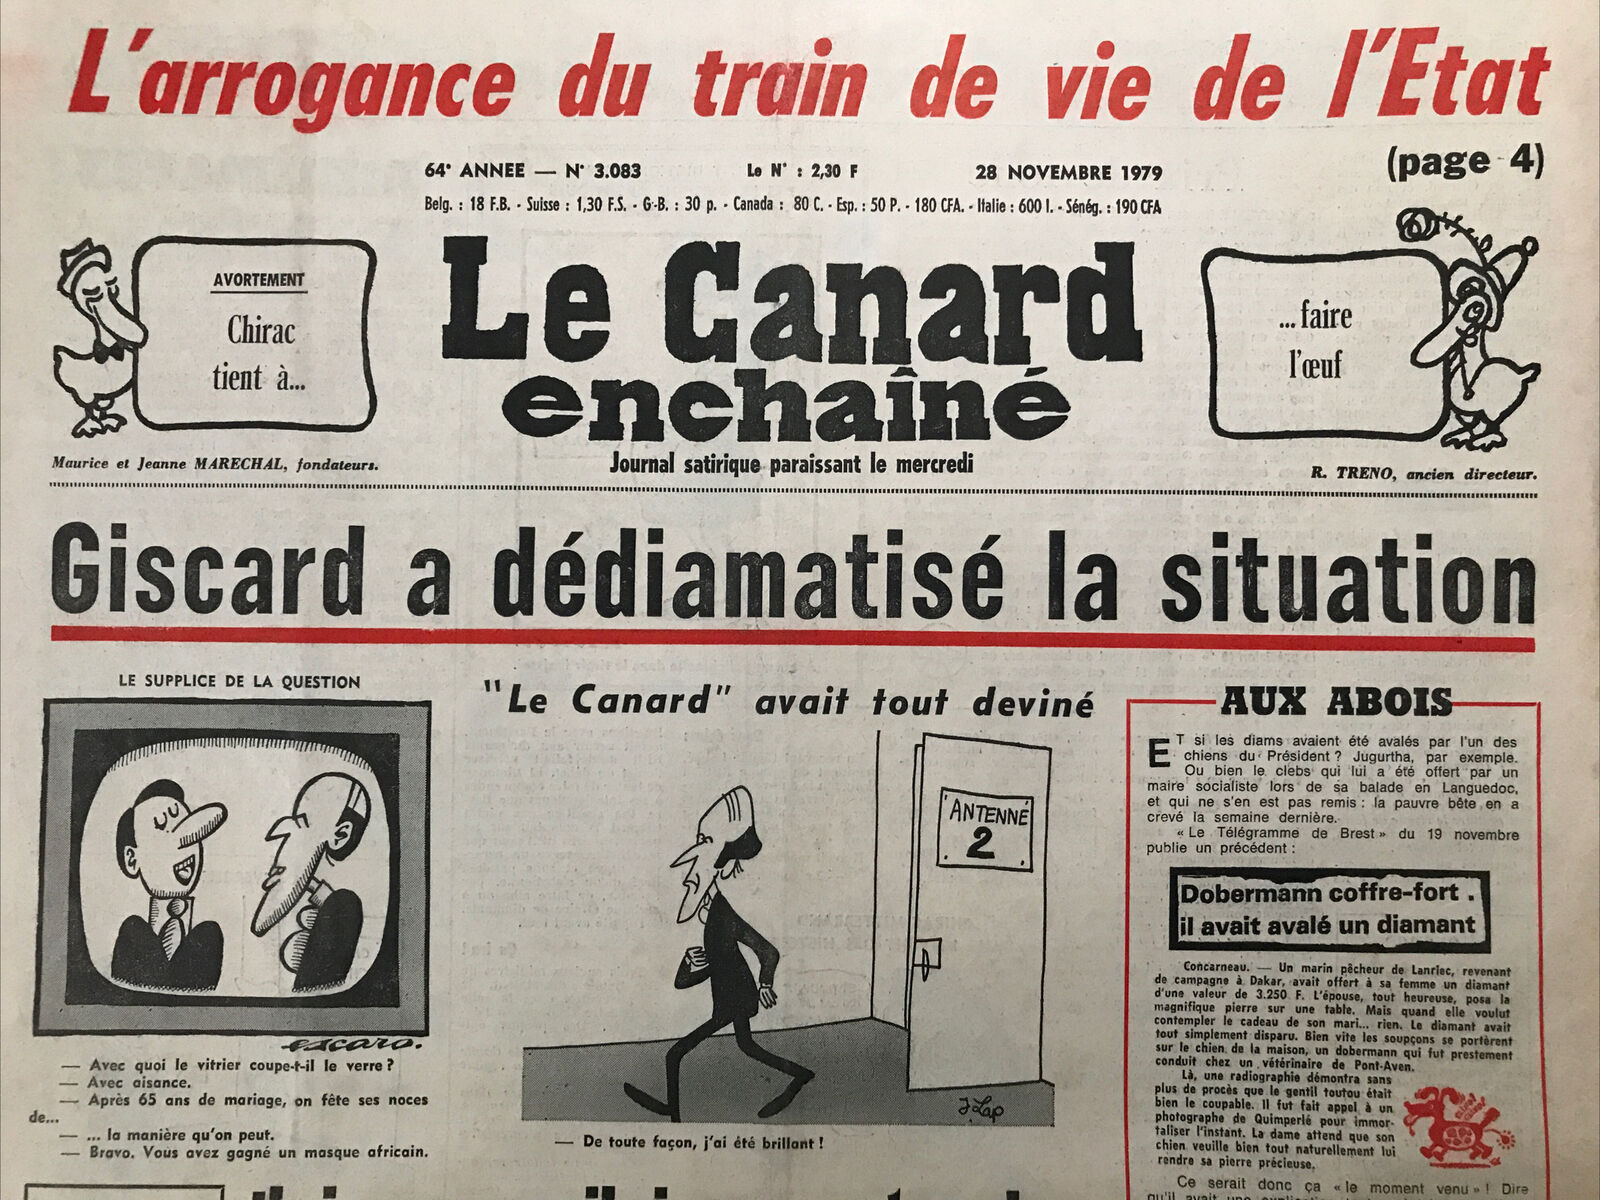 L'arrogance du train de vie de l'Etat
(page 4)
64e ANNEE — N° 3.083 Le N° : 2,30 F 28 NOVEMBRE 1979
Belg. : 18 F.B. - Suisse : 1,30 F.S. - G-B. : 30 p. - Canada : 80 C. - Esp. : 50 P. - 180 CFA. - Italie : 600 l. - Sénég. : 190 CFA
AVORTEMENT
Chirac
tient à...
Le Canard
enchaîné
...faire
l'œuf
Maurice et Jeanne MARECHAL, fondateurs.
Journal satirique paraissant le mercredi
R. TRENO, ancien directeur.
Giscard a dédiamatisé la situation
LE SUPPLICE DE LA QUESTION
escaro.
— Avec quoi le vitrier coupe-t-il le verre ?
— Avec aisance.
— Après 65 ans de mariage, on fête ses noces
de...
— ... la manière qu'on peut.
— Bravo. Vous avez gagné un masque africain.
"Le Canard" avait tout deviné
ANTENNE
2
J Lap
— De toute façon, j'ai été brillant !
AUX ABOIS
ET si les diams avaient été avalés par l'un des
chiens du Président ? Jugurtha, par exemple.
Ou bien le clebs qui lui a été offert par un
maire socialiste lors de sa balade en Languedoc,
et qui ne s'en est pas remis : la pauvre bête en a
crevé la semaine dernière.
« Le Télégramme de Brest » du 19 novembre
publie un précédent :
Dobermann coffre-fort :
il avait avalé un diamant
Concarneau. — Un marin pêcheur de Lanriec, revenant
de campagne à Dakar, avait offert à sa femme un diamant
d'une valeur de 3.250 F. L'épouse, tout heureuse, posa la
magnifique pierre sur une table. Mais quand elle voulut
contempler le cadeau de son mari... rien. Le diamant avait
tout simplement disparu. Bien vite les soupçons se portèrent
sur le chien de la maison, un dobermann qui fut prestement
conduit chez un vétérinaire de Pont-Aven.
Là, une radiographie démontra sans
plus de procès que le gentil toutou était
bien le coupable. Il fut fait appel à un
photographe de Quimperlé pour immor-
taliser l'instant. La dame attend que son
chien veuille bien tout naturellement lui
rendre sa pierre précieuse.
Ce serait donc ça « le moment venu » ! Dire
qu'il avait une